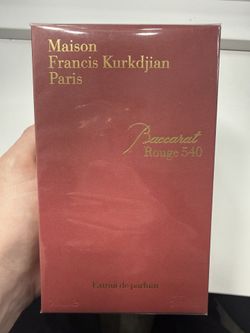 Maison
Francis Kurkdjian
Paris
Baccarat
Rouge 540
Extrait de parfum